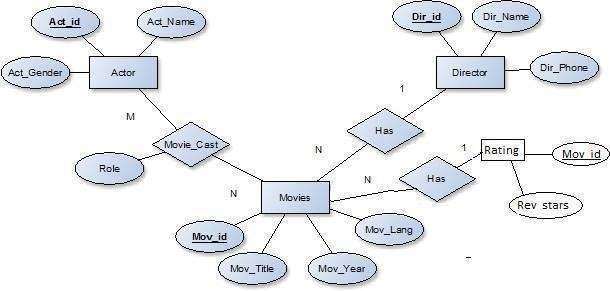 Act_id
Act_Name
Dir_id
Dir_Name
Act_Gender
Actor
Director
Dir_Phone
M
1
Movie_Cast
Has
Role
N
1
Rating
Mov_id
N
Movies
N
Has
Rev stars
Mov_id
Mov_Lang
Mov_Title
Mov_Year